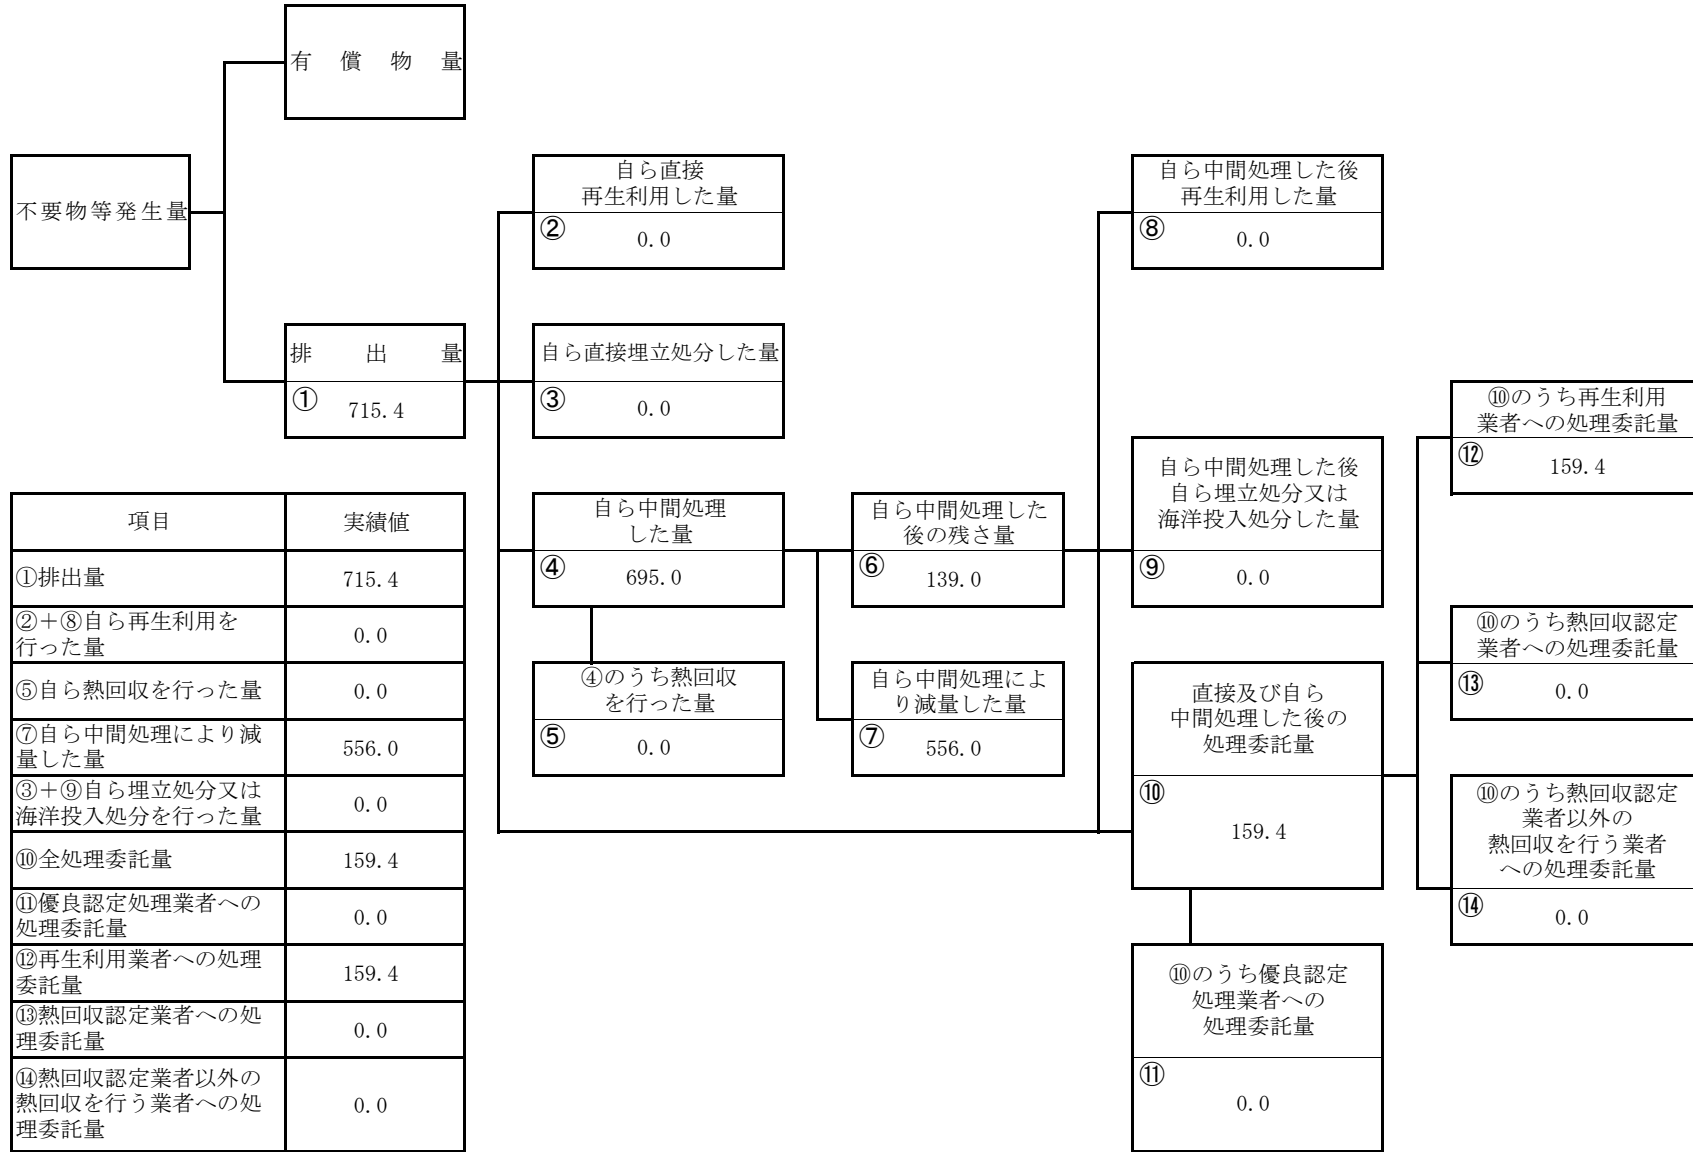 有償物量
不要物等発生量
排出量
①
715.4
自ら直接
再生利用した量
②
0.0
自ら直接埋立処分した量
③
0.0
自ら中間処理
した量
④
695.0
④のうち熱回収
を行った量
⑤
0.0
自ら中間処理した
後の残さ量
⑥
139.0
自ら中間処理によ
り減量した量
⑦
556.0
自ら中間処理した後
再生利用した量
⑧
0.0
自ら中間処理した後
自ら埋立処分又は
海洋投入処分した量
⑨
0.0
直接及び自ら
中間処理した後の
処理委託量
⑩
159.4
⑩のうち優良認定
処理業者への
処理委託量
⑪
0.0
⑩のうち再生利用
業者への処理委託量
⑫
159.4
⑩のうち熱回収認定
業者への処理委託量
⑬
0.0
⑩のうち熱回収認定
業者以外の
熱回収を行う業者
への処理委託量
⑭
0.0
項目 実績値
①排出量 715.4
②＋⑧自ら再生利用を
行った量 0.0
⑤自ら熱回収を行った量 0.0
⑦自ら中間処理により減
量した量 556.0
③＋⑨自ら埋立処分又は
海洋投入処分を行った量 0.0
⑩全処理委託量 159.4
⑪優良認定処理業者への
処理委託量 0.0
⑫再生利用業者への処理
委託量 159.4
⑬熱回収認定業者への処
理委託量 0.0
⑭熱回収認定業者以外の
熱回収を行う業者への処
理委託量 0.0